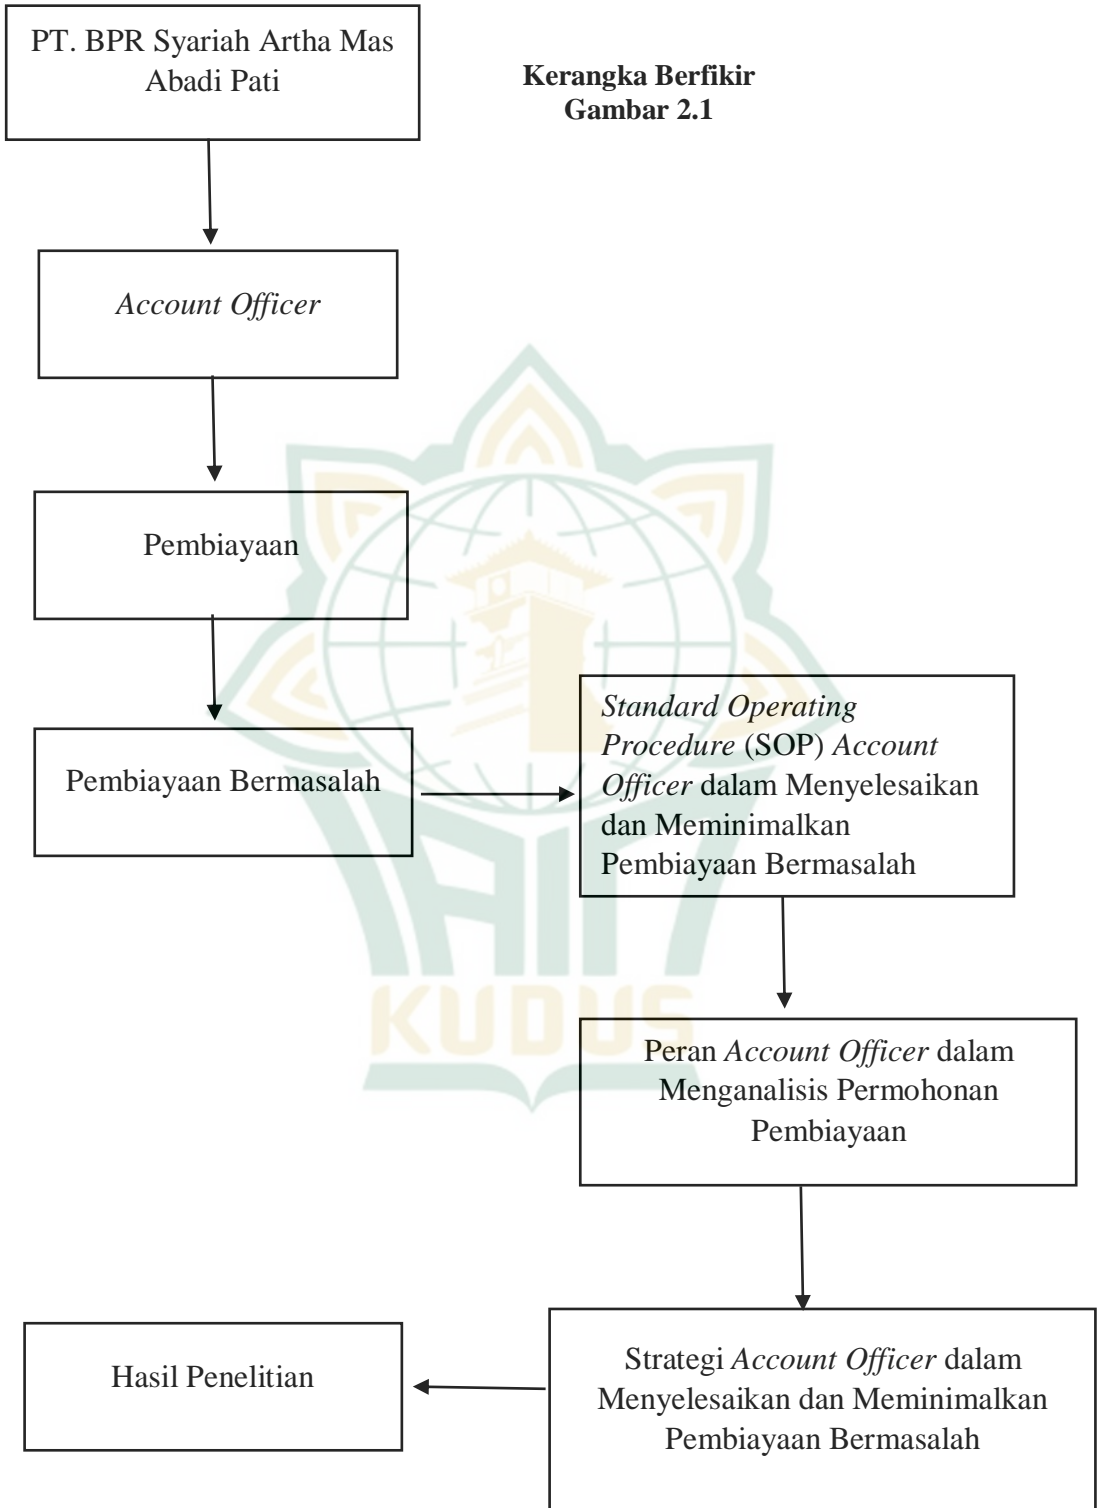 PT. BPR Syariah Artha Mas
Abadi Pati
Kerangka Berfikir
Gambar 2.1
Account Officer
Pembiayaan
Pembiayaan Bermasalah
Standard Operating
Procedure (SOP) Account
Officer dalam Menyelesaikan
dan Meminimalkan
Pembiayaan Bermasalah
IAIN
KUDUS
Peran Account Officer dalam
Menganalisis Permohonan
Pembiayaan
Strategi Account Officer dalam
Menyelesaikan dan Meminimalkan
Pembiayaan Bermasalah
Hasil Penelitian